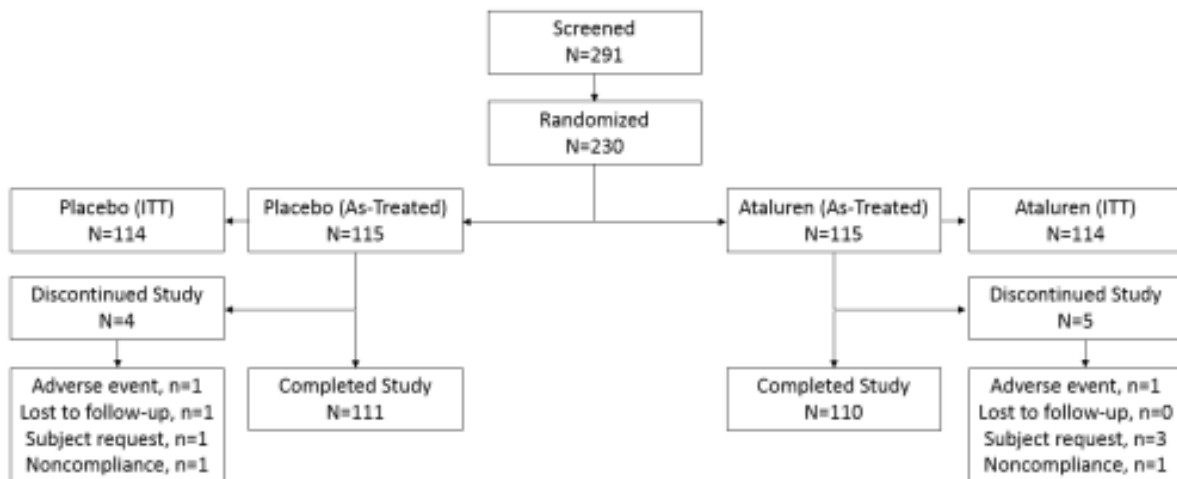 Screened
N=291
Randomized
N=230
Placebo (ITT)
N=114
Placebo (As-Treated)
N=115
Ataluren (As-Treated)
N=115
Ataluren (ITT)
N=114
Discontinued Study
N=4
Discontinued Study
N=5
Adverse event, n=1
Lost to follow-up, n=1
Subject request, n=1
Noncompliance, n=1
Completed Study
N=111
Completed Study
N=110
Adverse event, n=1
Lost to follow-up, n=0
Subject request, n=3
Noncompliance, n=1